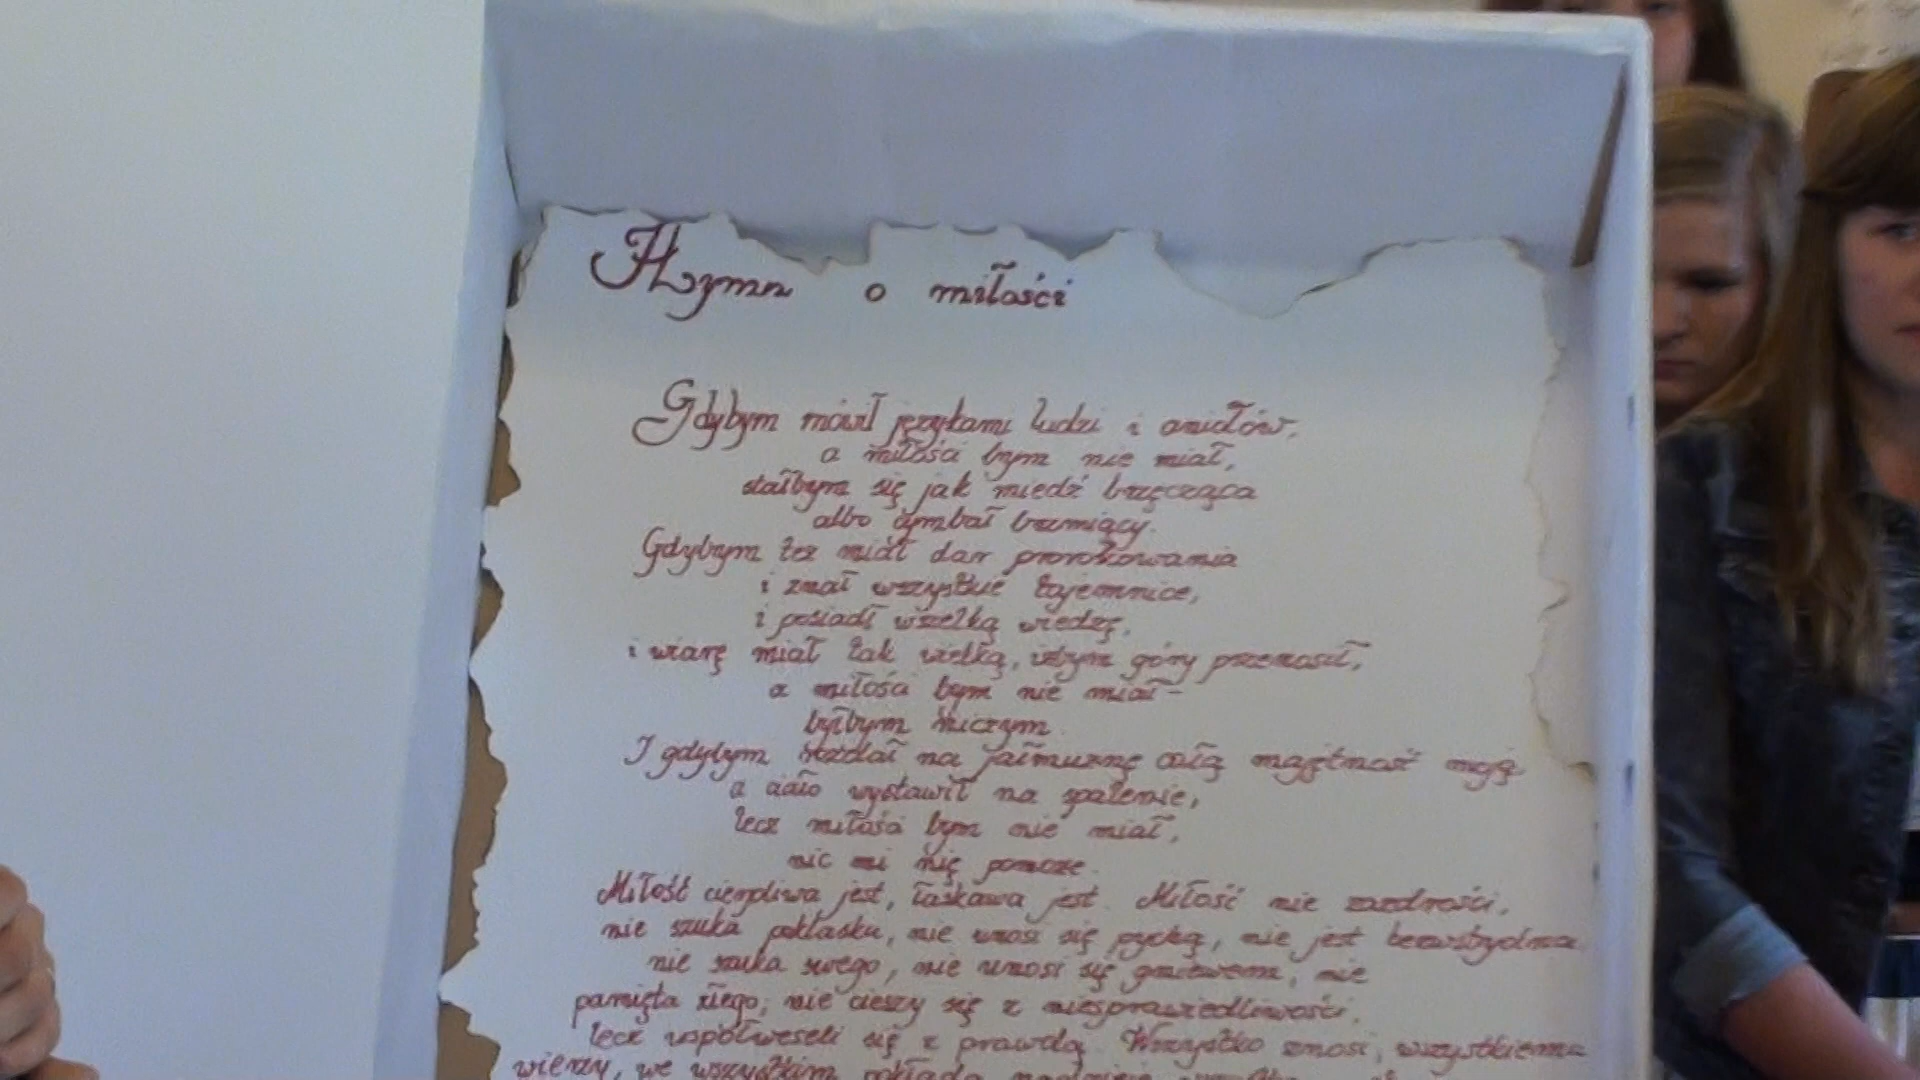 Hymn o miłości
Gdybym mówił językami ludzi i aniołów,
a miłości bym nie miał,
stałbym się jak miedź brzęcząca
albo cymbał brzmiący.
Gdybym też miał dar prorokowania
i znał wszystkie tajemnice,
i posiadł wszelką wiedzę,
i wiarę miał tak wielką, iżbym góry przenosił,
a miłości bym nie miał -
byłbym niczym.
I gdybym rozdał na jałmużnę całą majętność moją
a ciało wystawił na spalenie,
lecz miłości bym nie miał,
nic mi nie pomoże.
Miłość cierpliwa jest, łaskawa jest. Miłość nie zazdrości,
nie szuka poklasku, nie unosi się pychą, nie jest bezwstydna
nie szuka swego, nie unosi się gniewem, nie
pamięta złego; nie cieszy się z niesprawiedliwości,
lecz współweseli się z prawdą. Wszystko znosi, wszystkiemu
wierzy, we wszystkim pokłada nadzieję